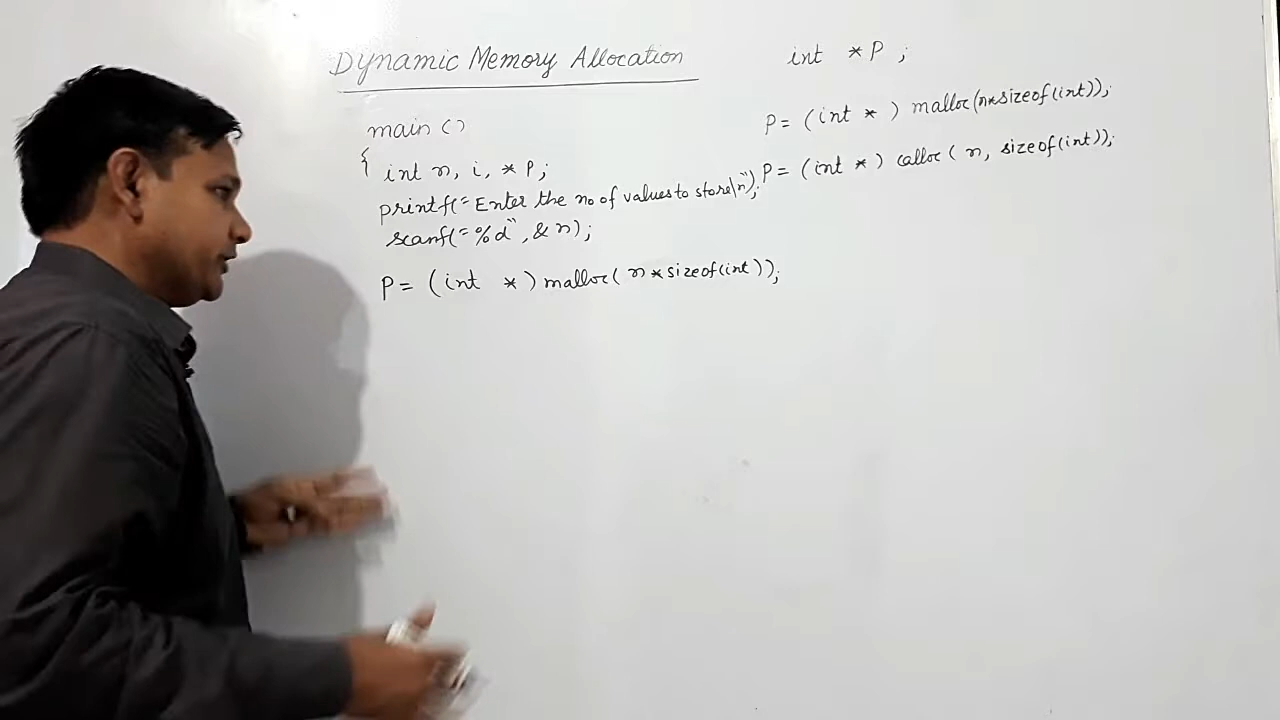 Dynamic Memory Allocation
main ()
{
int n, i, * P;
printf("Enter the no of values to store\n");
scanf("%d", & n);
P = (int *) malloc( n * sizeof(int));
int *P ;
P = (int *) malloc(n*sizeof(int));
P = (int *) calloc( n, sizeof(int));